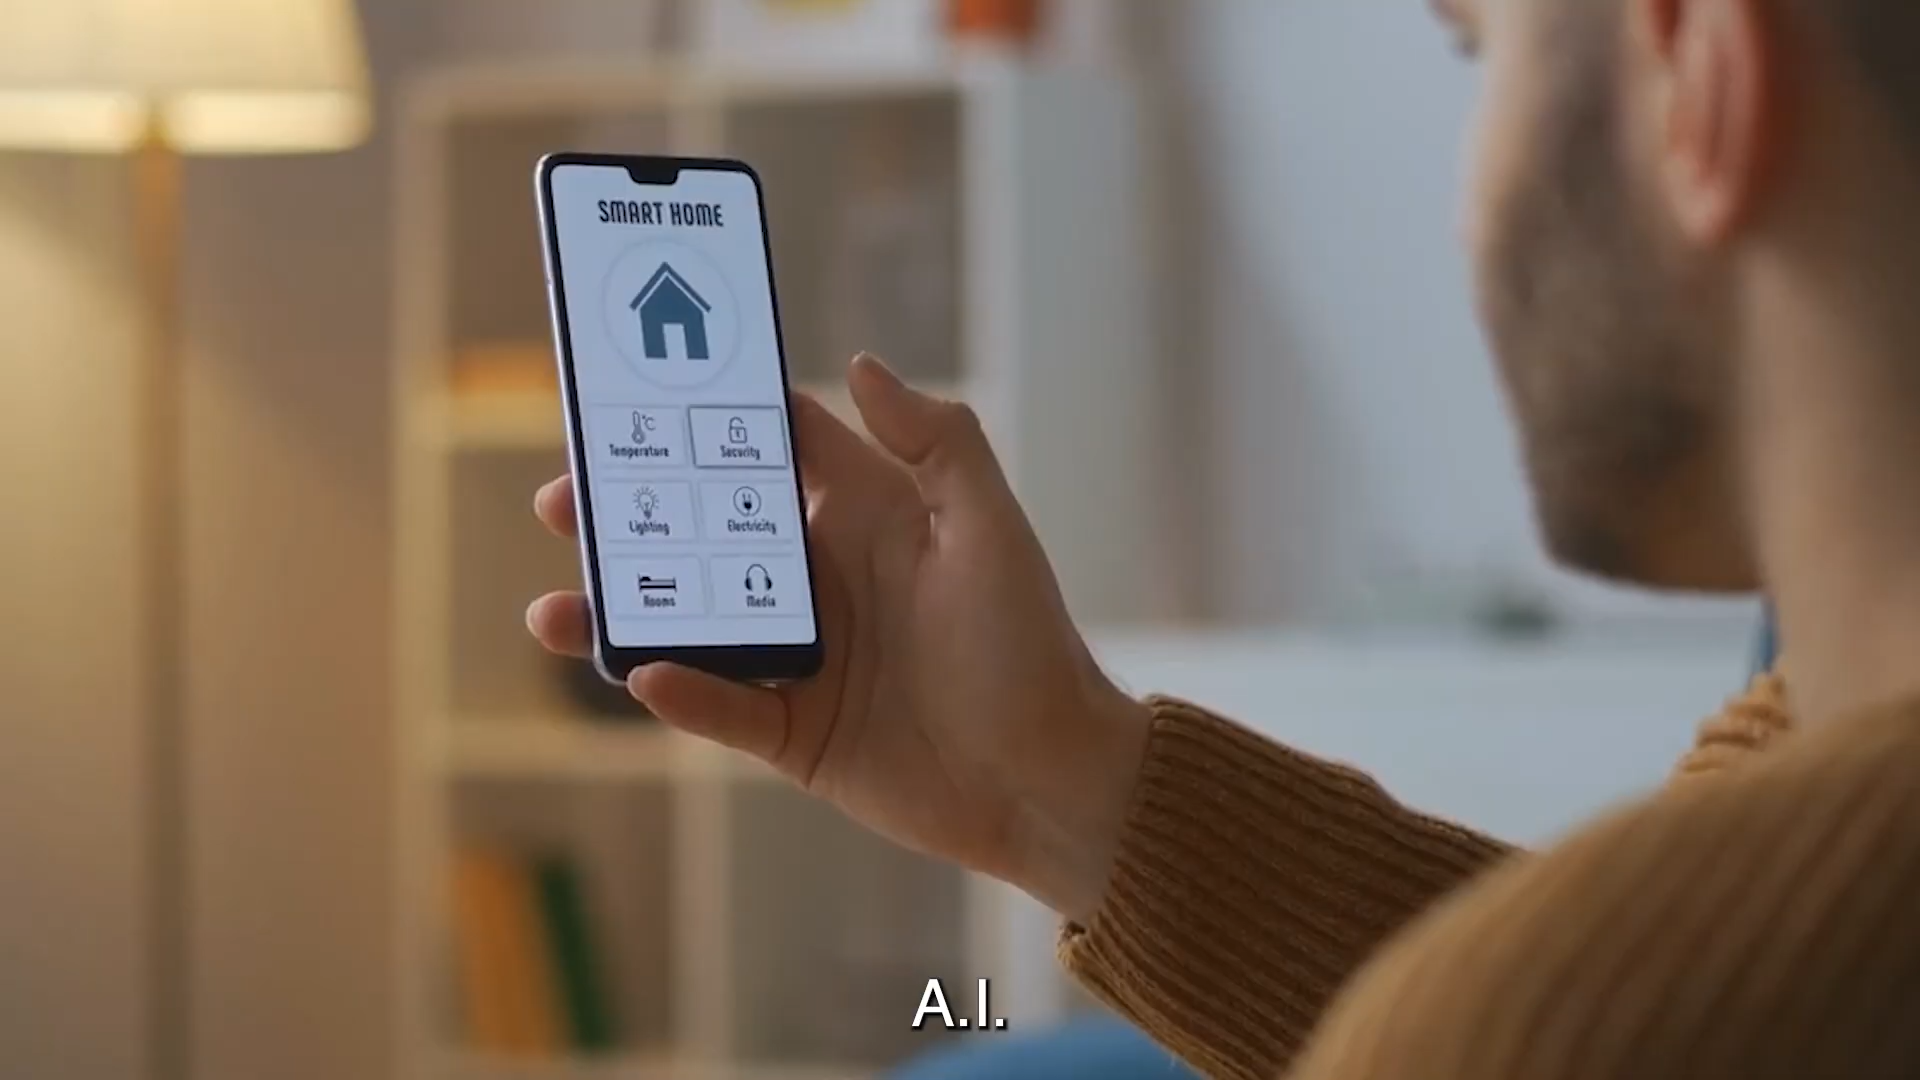 SMART HOME
°C
Temperature
Security
Lighting
Electricity
Rooms
Media
A.I.